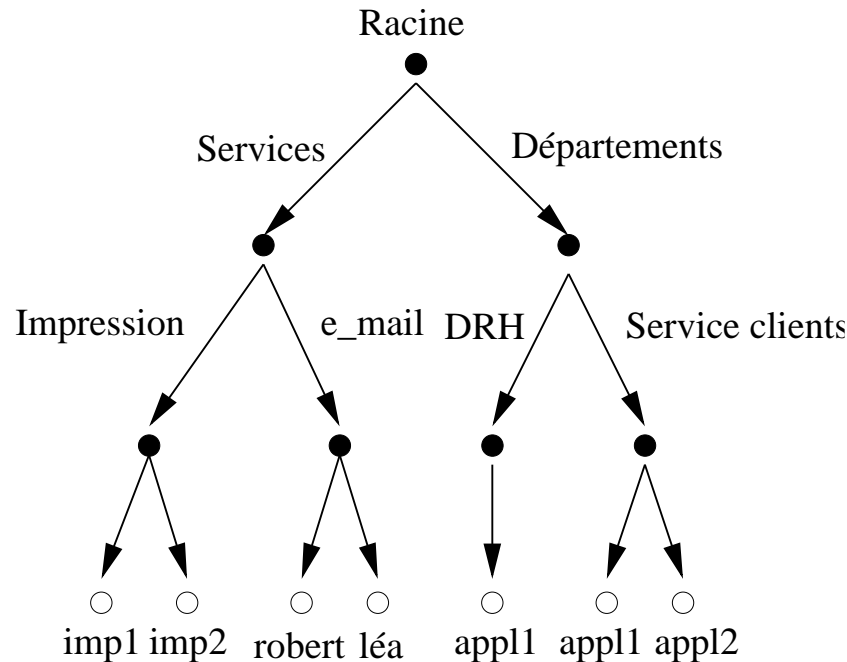 Racine
Services
Départements
Impression
e_mail
DRH
Service clients
imp1 imp2 robert léa appl1 appl1 appl2